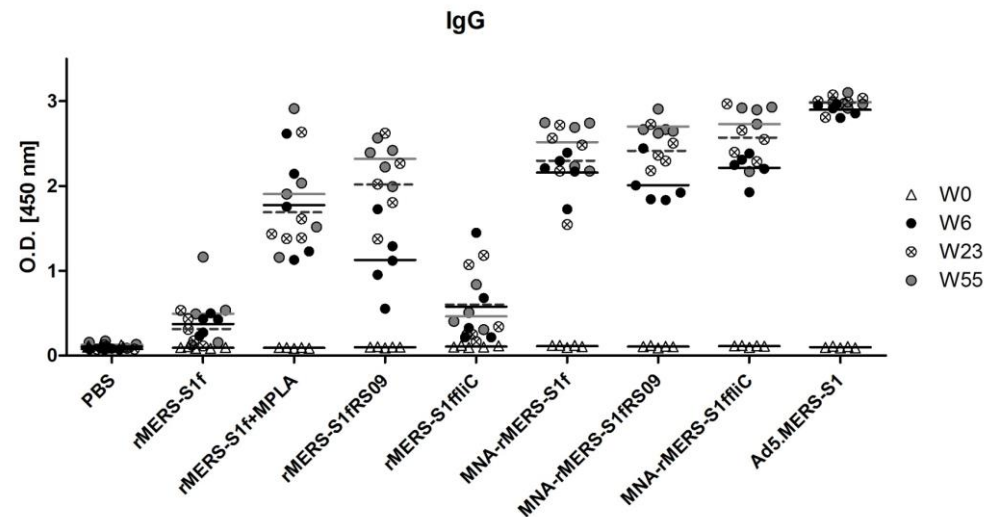 IgG
O.D. [450 nm]
3
2
1
0
PBS
rMERS-S1f
rMERS-S1f+MPLA
rMERS-S1fRS09
rMERS-S1ffliC
MNA-rMERS-S1f
MNA-rMERS-S1fRS09
MNA-rMERS-S1ffliC
Ad5.MERS-S1
W0
W6
W23
W55